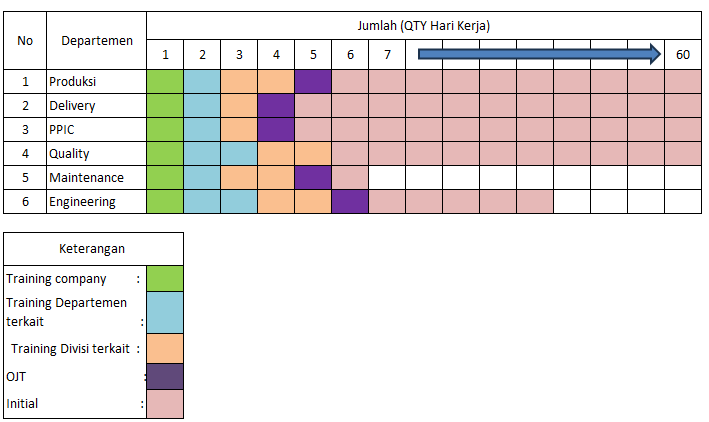 No Departemen Jumlah (QTY Hari Kerja)
1 2 3 4 5 6 7 60
1 Produksi
2 Delivery
3 PPIC
4 Quality
5 Maintenance
6 Engineering
Keterangan
Training company :
Training Departemen
terkait :
Training Divisi terkait :
OJT :
Initial :